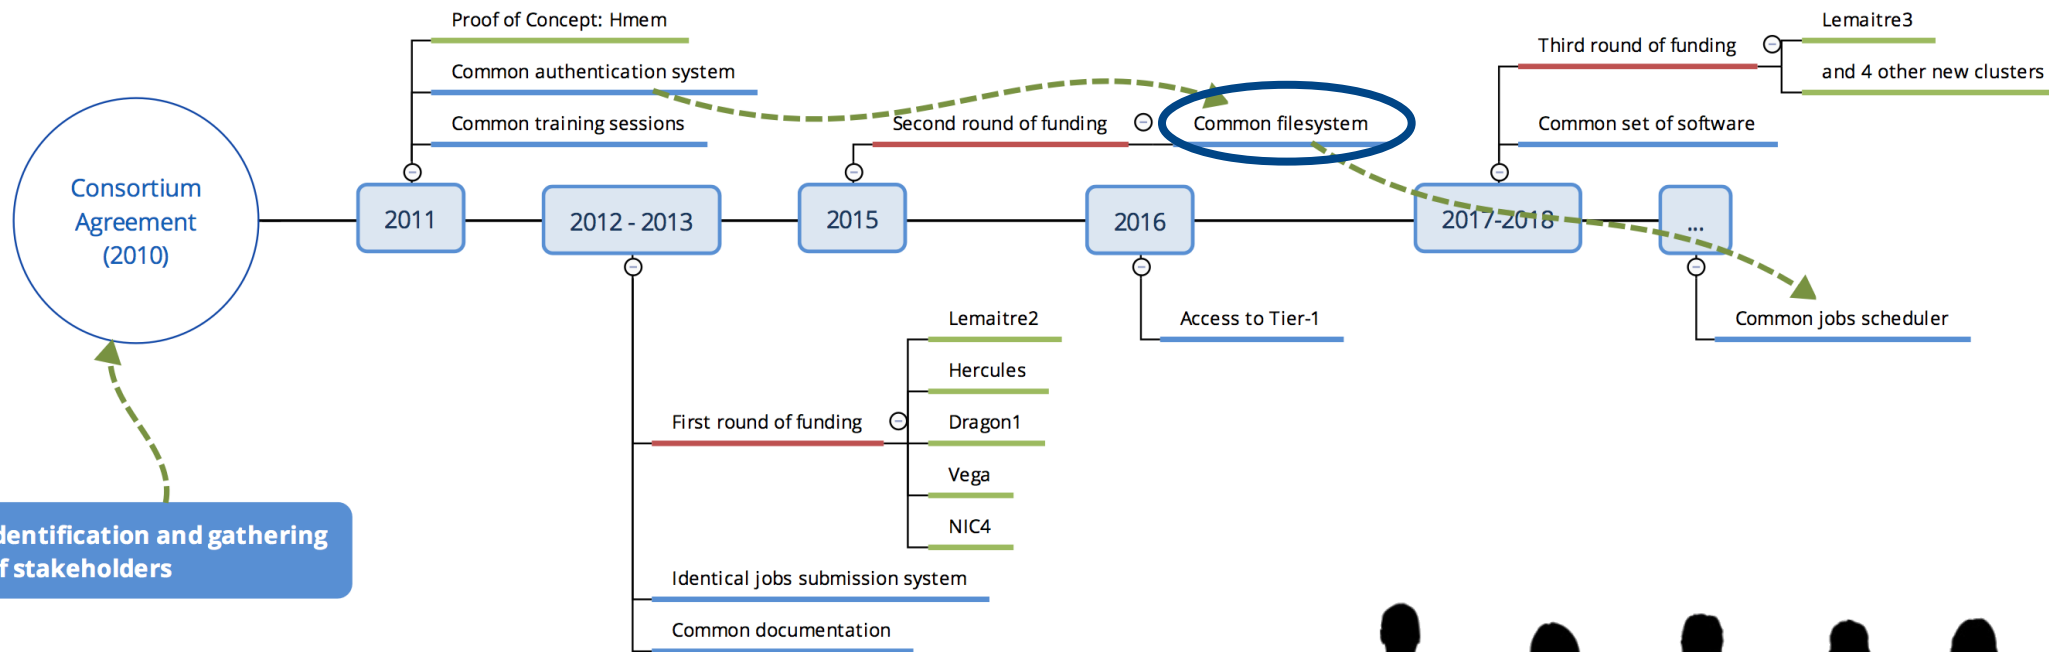 Proof of Concept: Hmem
Common authentication system
Common training sessions
Second round of funding
Common filesystem
Third round of funding
Lemaitre3
and 4 other new clusters
Common set of software
Consortium
Agreement
(2010)
2011
2012 - 2013
2015
2016
2017-2018
...
Lemaitre2
Hercules
First round of funding
Dragon1
Vega
NIC4
Identical jobs submission system
Common documentation
Access to Tier-1
Common jobs scheduler
dentification and gathering
f stakeholders